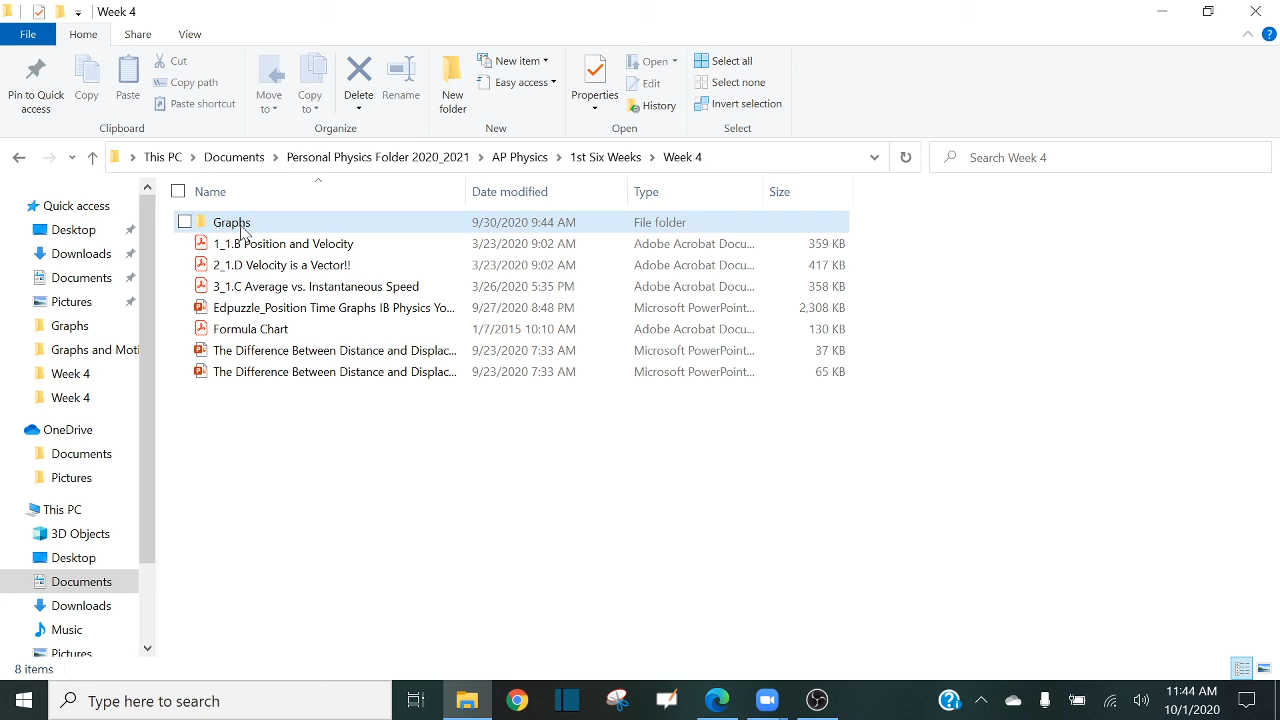 Week 4
File Home Share View
Pin to Quick access
Copy
Paste
Cut
Copy path
Paste shortcut
Clipboard
Move to
Copy to
Delete
Rename
Organize
New folder
New item
Easy access
New
Properties
Open
Edit
History
Open
Select all
Select none
Invert selection
Select
This PC > Documents > Personal Physics Folder 2020_2021 > AP Physics > 1st Six Weeks > Week 4
Search Week 4
Name Date modified Type Size
Graphs 9/30/2020 9:44 AM File folder
1_1.B Position and Velocity 3/23/2020 9:02 AM Adobe Acrobat Docu... 359 KB
2_1.D Velocity is a Vector!! 3/23/2020 9:02 AM Adobe Acrobat Docu... 417 KB
3_1.C Average vs. Instantaneous Speed 3/26/2020 5:35 PM Adobe Acrobat Docu... 358 KB
Edpuzzle_Position Time Graphs IB Physics Yo... 9/27/2020 8:48 PM Microsoft PowerPoint... 2,308 KB
Formula Chart 1/7/2015 10:10 AM Adobe Acrobat Docu... 130 KB
The Difference Between Distance and Displac... 9/23/2020 7:33 AM Microsoft PowerPoint... 37 KB
The Difference Between Distance and Displac... 9/23/2020 7:33 AM Microsoft PowerPoint... 65 KB
Quick access
Desktop
Downloads
Documents
Pictures
Graphs
Graphs and Moti
Week 4
Week 4
OneDrive
Documents
Pictures
This PC
3D Objects
Desktop
Documents
Downloads
Music
Pictures
8 items
Type here to search
11:44 AM
10/1/2020